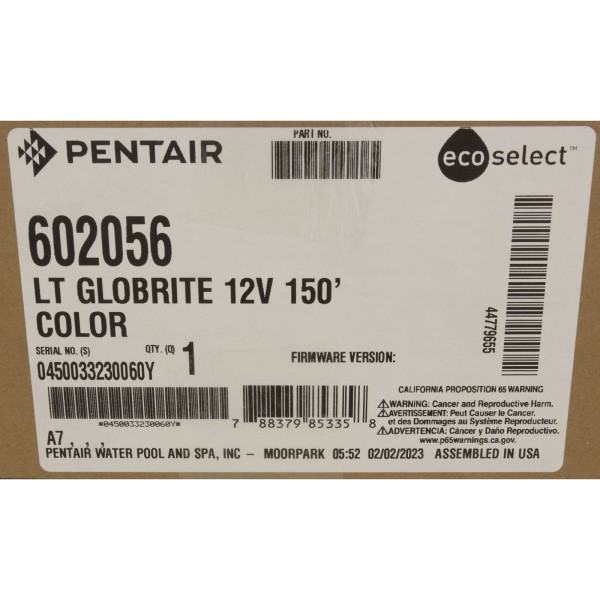 PENTAIR
PART NO.
ecoselect™
602056
LT GLOBRITE 12V 150'
COLOR
SERIAL NO. (S) QTY. (Q) 1
0450033230060Y
FIRMWARE VERSION:
44779655
*0450033230060Y*
7 88379 85335 8
CALIFORNIA PROPOSITION 65 WARNING
⚠WARNING: Cancer and Reproductive Harm.
⚠AVERTISSEMENT: Peut Causer le Cancer.
et des Dommages au Système Reproducteur.
⚠ADVERTENCIA: Cáncer y Daño Reproductivo.
www.p65warnings.ca.gov.
A7 , , ,
PENTAIR WATER POOL AND SPA, INC – MOORPARK 05:52 02/02/2023 ASSEMBLED IN USA